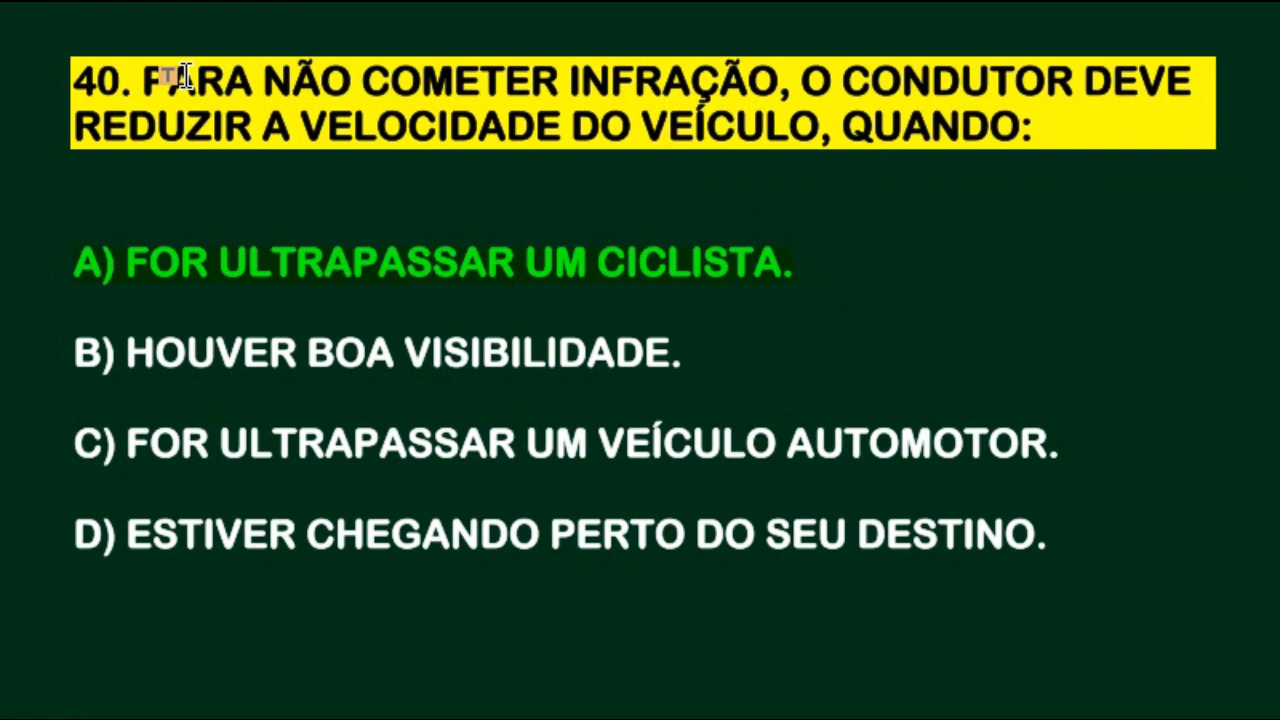 40. PARA NÃO COMETER INFRAÇÃO, O CONDUTOR DEVE
REDUZIR A VELOCIDADE DO VEÍCULO, QUANDO:
A) FOR ULTRAPASSAR UM CICLISTA.
B) HOUVER BOA VISIBILIDADE.
C) FOR ULTRAPASSAR UM VEÍCULO AUTOMOTOR.
D) ESTIVER CHEGANDO PERTO DO SEU DESTINO.